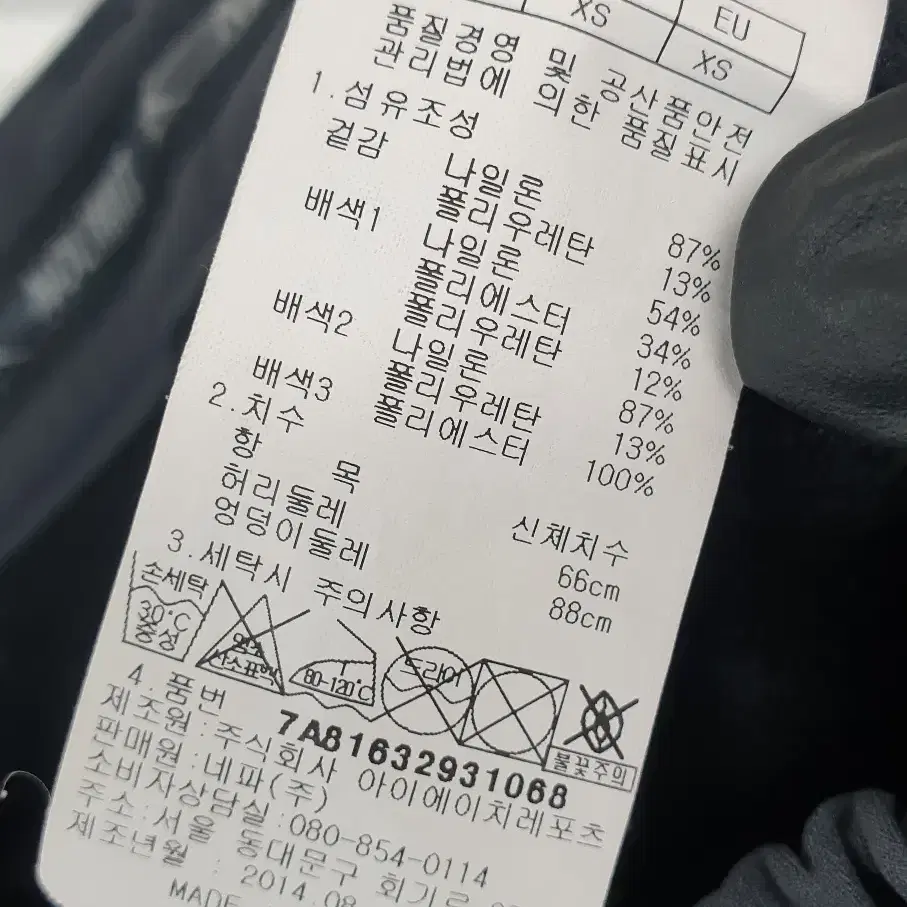 XS EU
XS
품질경영 및 공산품안전
관리법에 의한 품질표시
1.섬유조성
겉감 나일론 87%
폴리우레탄 13%
배색1 나일론 54%
폴리에스터 34%
폴리우레탄 12%
배색2 나일론 87%
폴리우레탄 13%
배색3 폴리에스터 100%
2.치수
항 목 신체치수
허리둘레 66cm
엉덩이둘레 88cm
3.세탁시 주의사항
손세탁
30°C
중성
염소
산소표백
80-120°C
드라이
불꽃주의
4.품번 7A81632931068
제조원:주식회사 아이에이치레포츠
판매원:네파(주)
소비자상담실:080-854-0114
주소:서울 동대문구 회기로
제조년월:2014.08
MADE